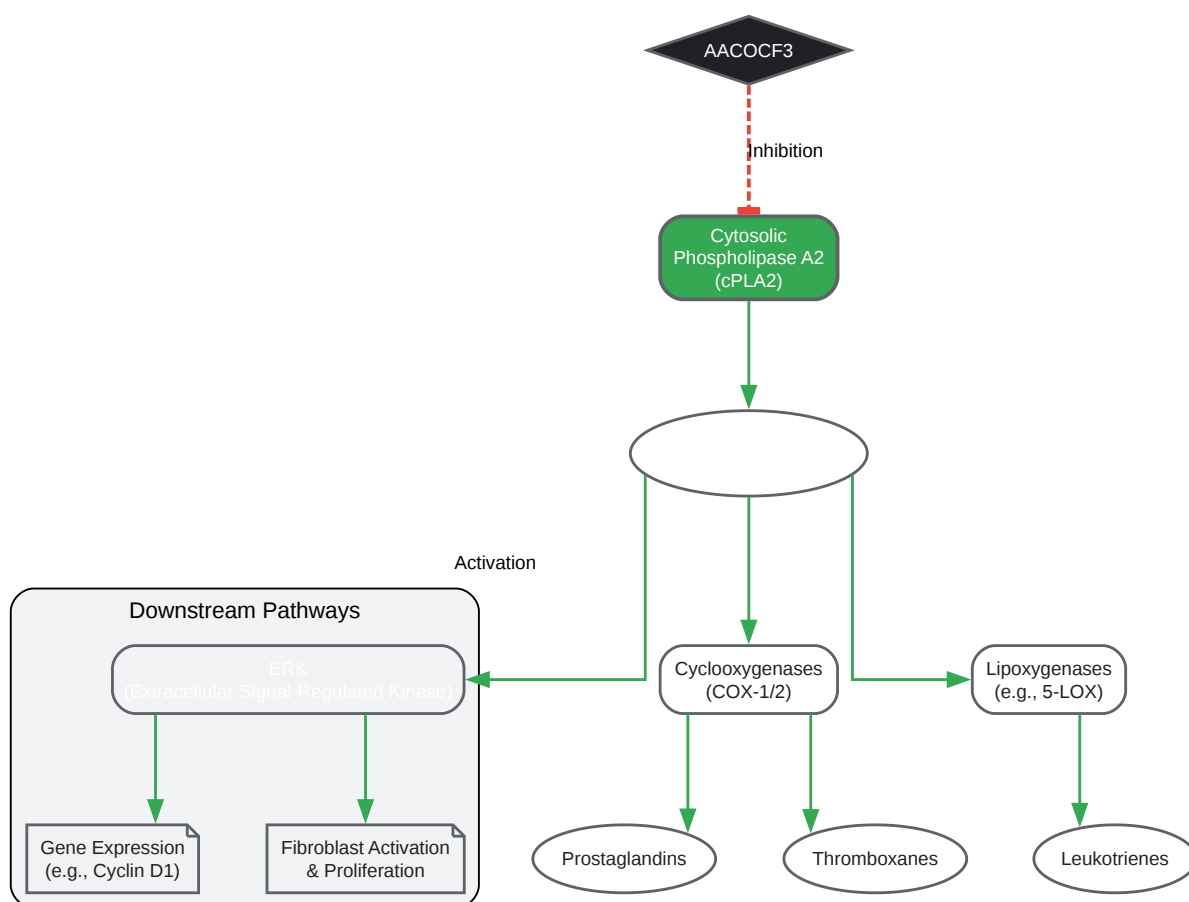 AACOCF3
Inhibition
Cytosolic
Phospholipase A2
(cPLA2)
Activation
Downstream Pathways
ERK
(Extracellular Signal-Regulated Kinase)
Cyclooxygenases
(COX-1/2)
Lipoxygenases
(e.g., 5-LOX)
Gene Expression
(e.g., Cyclin D1)
Fibroblast Activation
& Proliferation
Prostaglandins
Thromboxanes
Leukotrienes